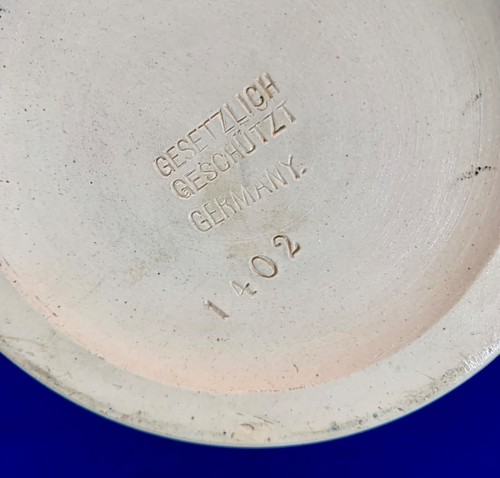 GESETZLICH
GESCHÜTZT
GERMANY.
1402